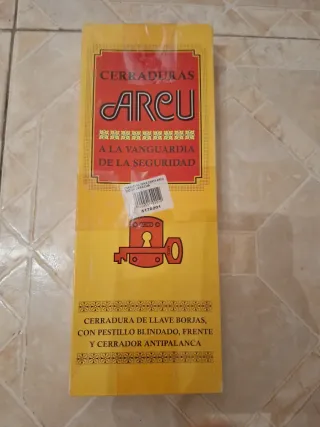 CERRADURAS
ARCU
A LA VANGUARDIA
DE LA SEGURIDAD
CERRADURA DE LLAVE BORJAS,
CON PESTILLO BLINDADO, FRENTE
Y CERRADOR ANTIPALANCA